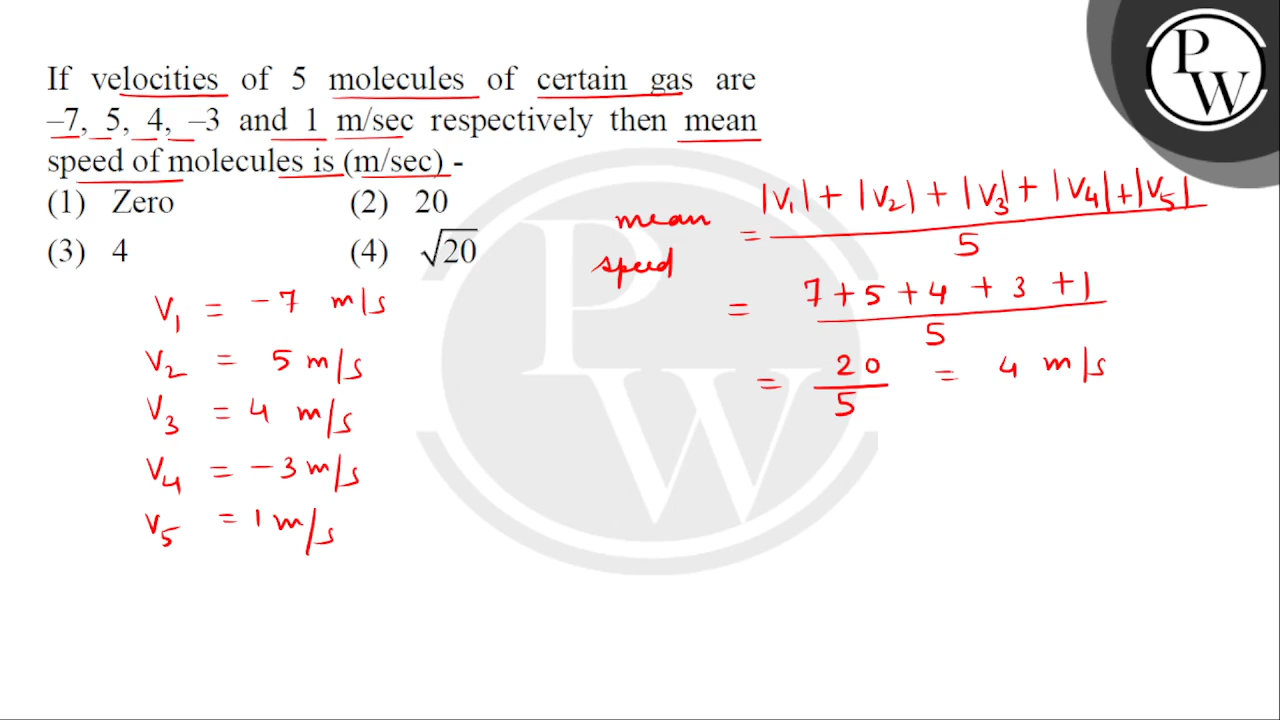 If velocities of 5 molecules of certain gas are
–7, 5, 4, –3 and 1 m/sec respectively then mean
speed of molecules is (m/sec) -
(1) Zero (2) 20
(3) 4 (4) √20
V₁ = -7 m/s
V₂ = 5 m/s
V₃ = 4 m/s
V₄ = -3 m/s
V₅ = 1 m/s
mean speed = |V₁| + |V₂| + |V₃| + |V₄| + |V₅| / 5
= 7 + 5 + 4 + 3 + 1 / 5
= 20 / 5 = 4 m/s
PW
PW